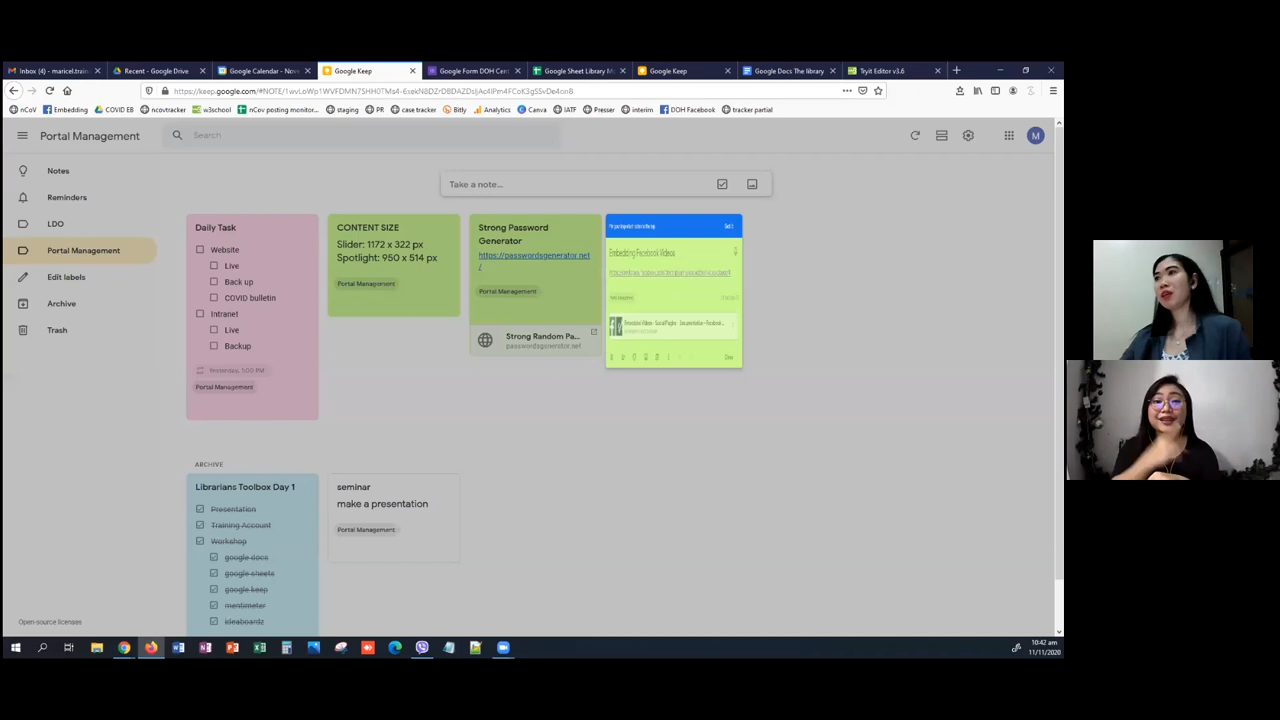 Inbox (4) - maricel.train
Recent - Google Drive
Google Calendar - Nove
Google Keep
Google Form DOH Cen
Google Sheet Library Mo
Google Keep
Google Docs The library
Tryit Editor v3.6
nCoV
Embedding
COVID EB
ncovtracker
w3school
nCov posting monitor...
staging
PR
case tracker
Bitly
Analytics
Canva
IATF
Presser
interim
DOH Facebook
tracker partial
Portal Management
Search
M
Notes
Reminders
LDO
Portal Management
Edit labels
Archive
Trash
Open-source licenses
Take a note...
Daily Task
Website
Live
Back up
COVID bulletin
Intranet
Live
Backup
Yesterday, 1:00 PM
Portal Management
CONTENT SIZE
Slider: 1172 x 322 px
Spotlight: 950 x 514 px
Portal Management
Strong Password
Generator
https://passwordsgenerator.net
/
Portal Management
Strong Random Pa...
passwordsgenerator.net
Embedding Facebook Videos
ARCHIVE
Librarians Toolbox Day 1
Presentation
Training Account
Workshop
google docs
google sheets
google keep
mentimeter
ideaboardz
seminar
make a presentation
Portal Management
10:42 am
11/11/2020